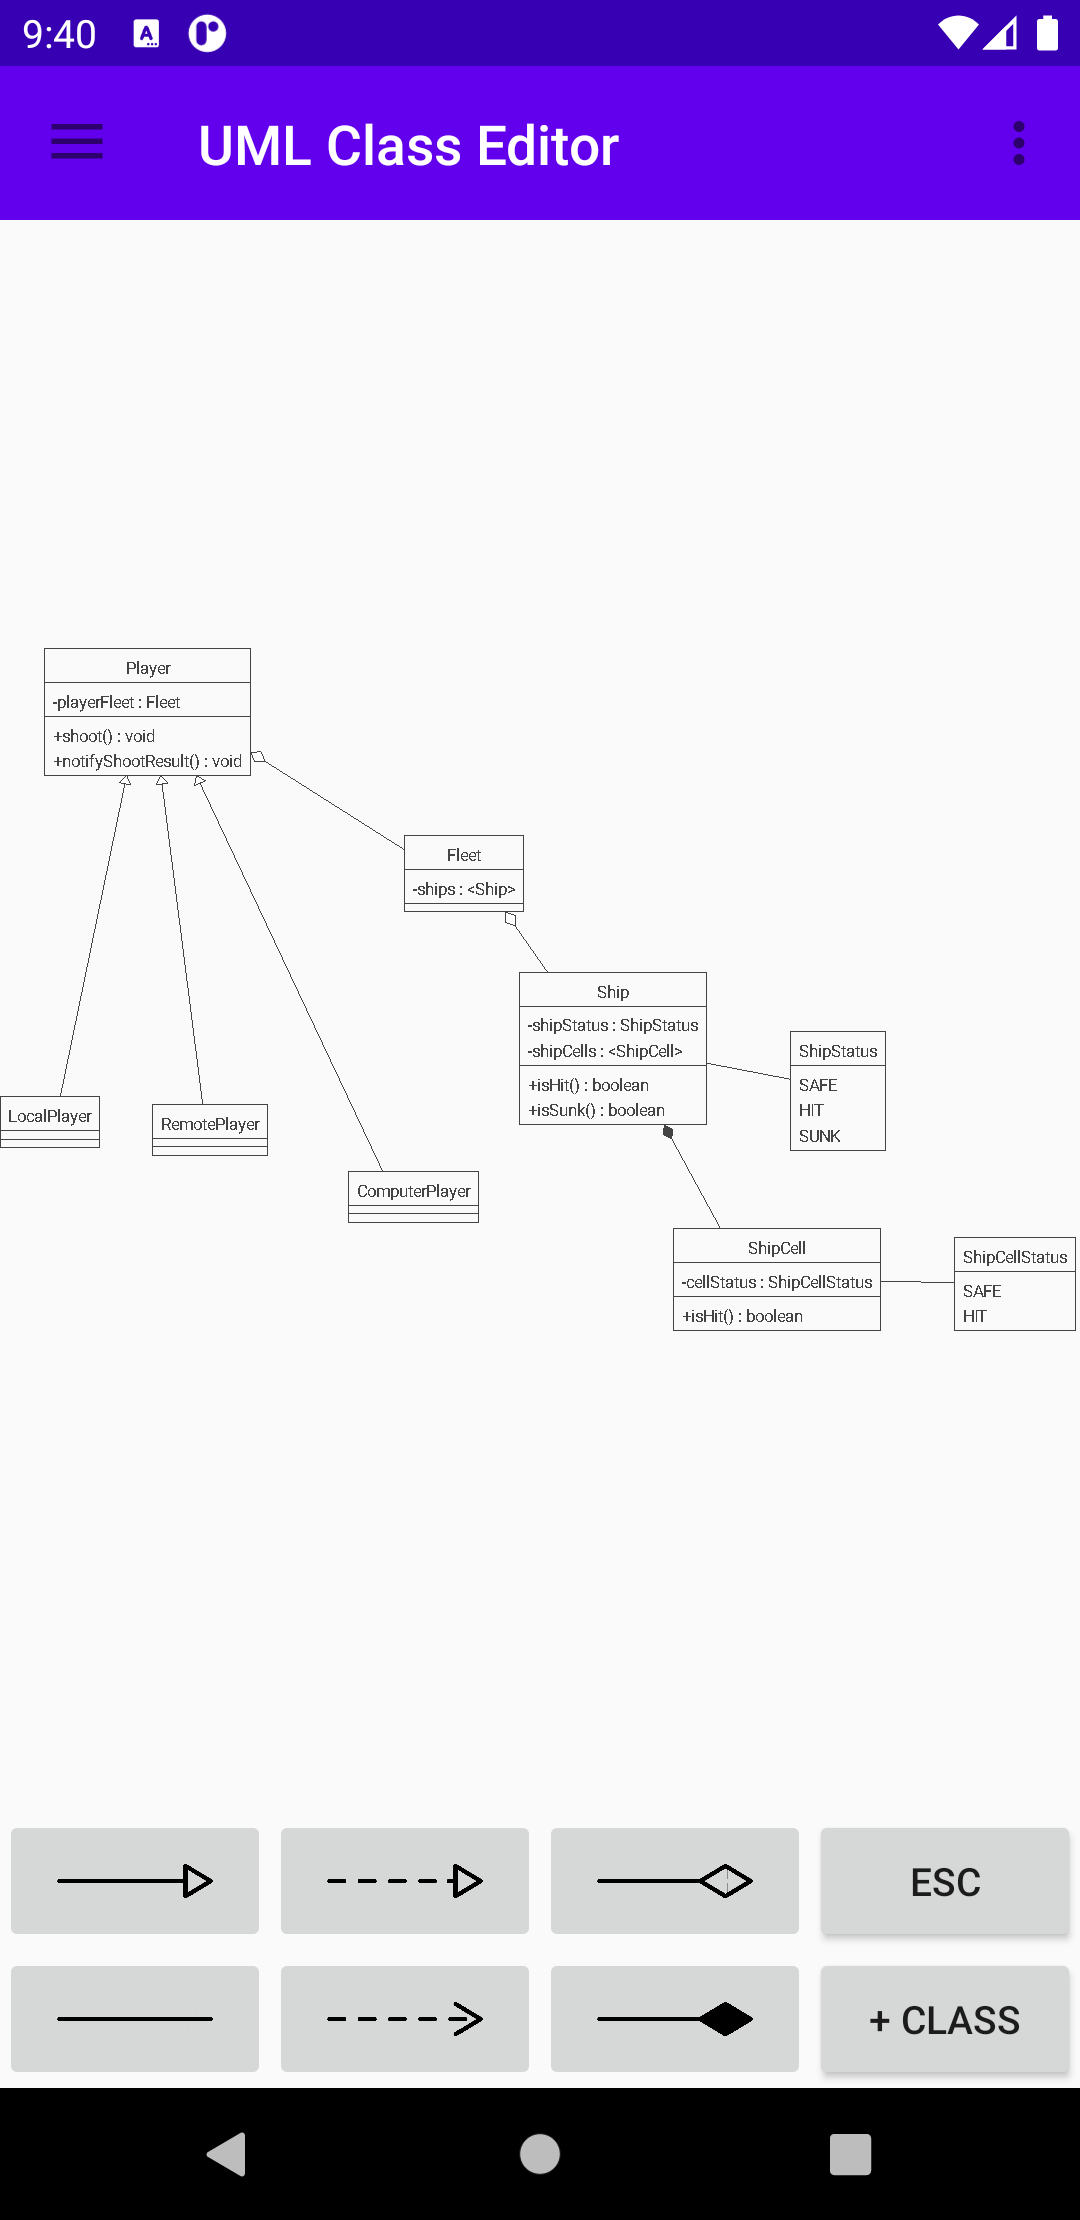 9:40
UML Class Editor
Player
-playerFleet : Fleet
+shoot() : void
+notifyShootResult() : void
Fleet
-ships : <Ship>
Ship
-shipStatus : ShipStatus
-shipCells : <ShipCell>
+isHit() : boolean
+isSunk() : boolean
ShipStatus
SAFE
HIT
SUNK
LocalPlayer
RemotePlayer
ComputerPlayer
ShipCell
-cellStatus : ShipCellStatus
+isHit() : boolean
ShipCellStatus
SAFE
HIT
ESC
+ CLASS